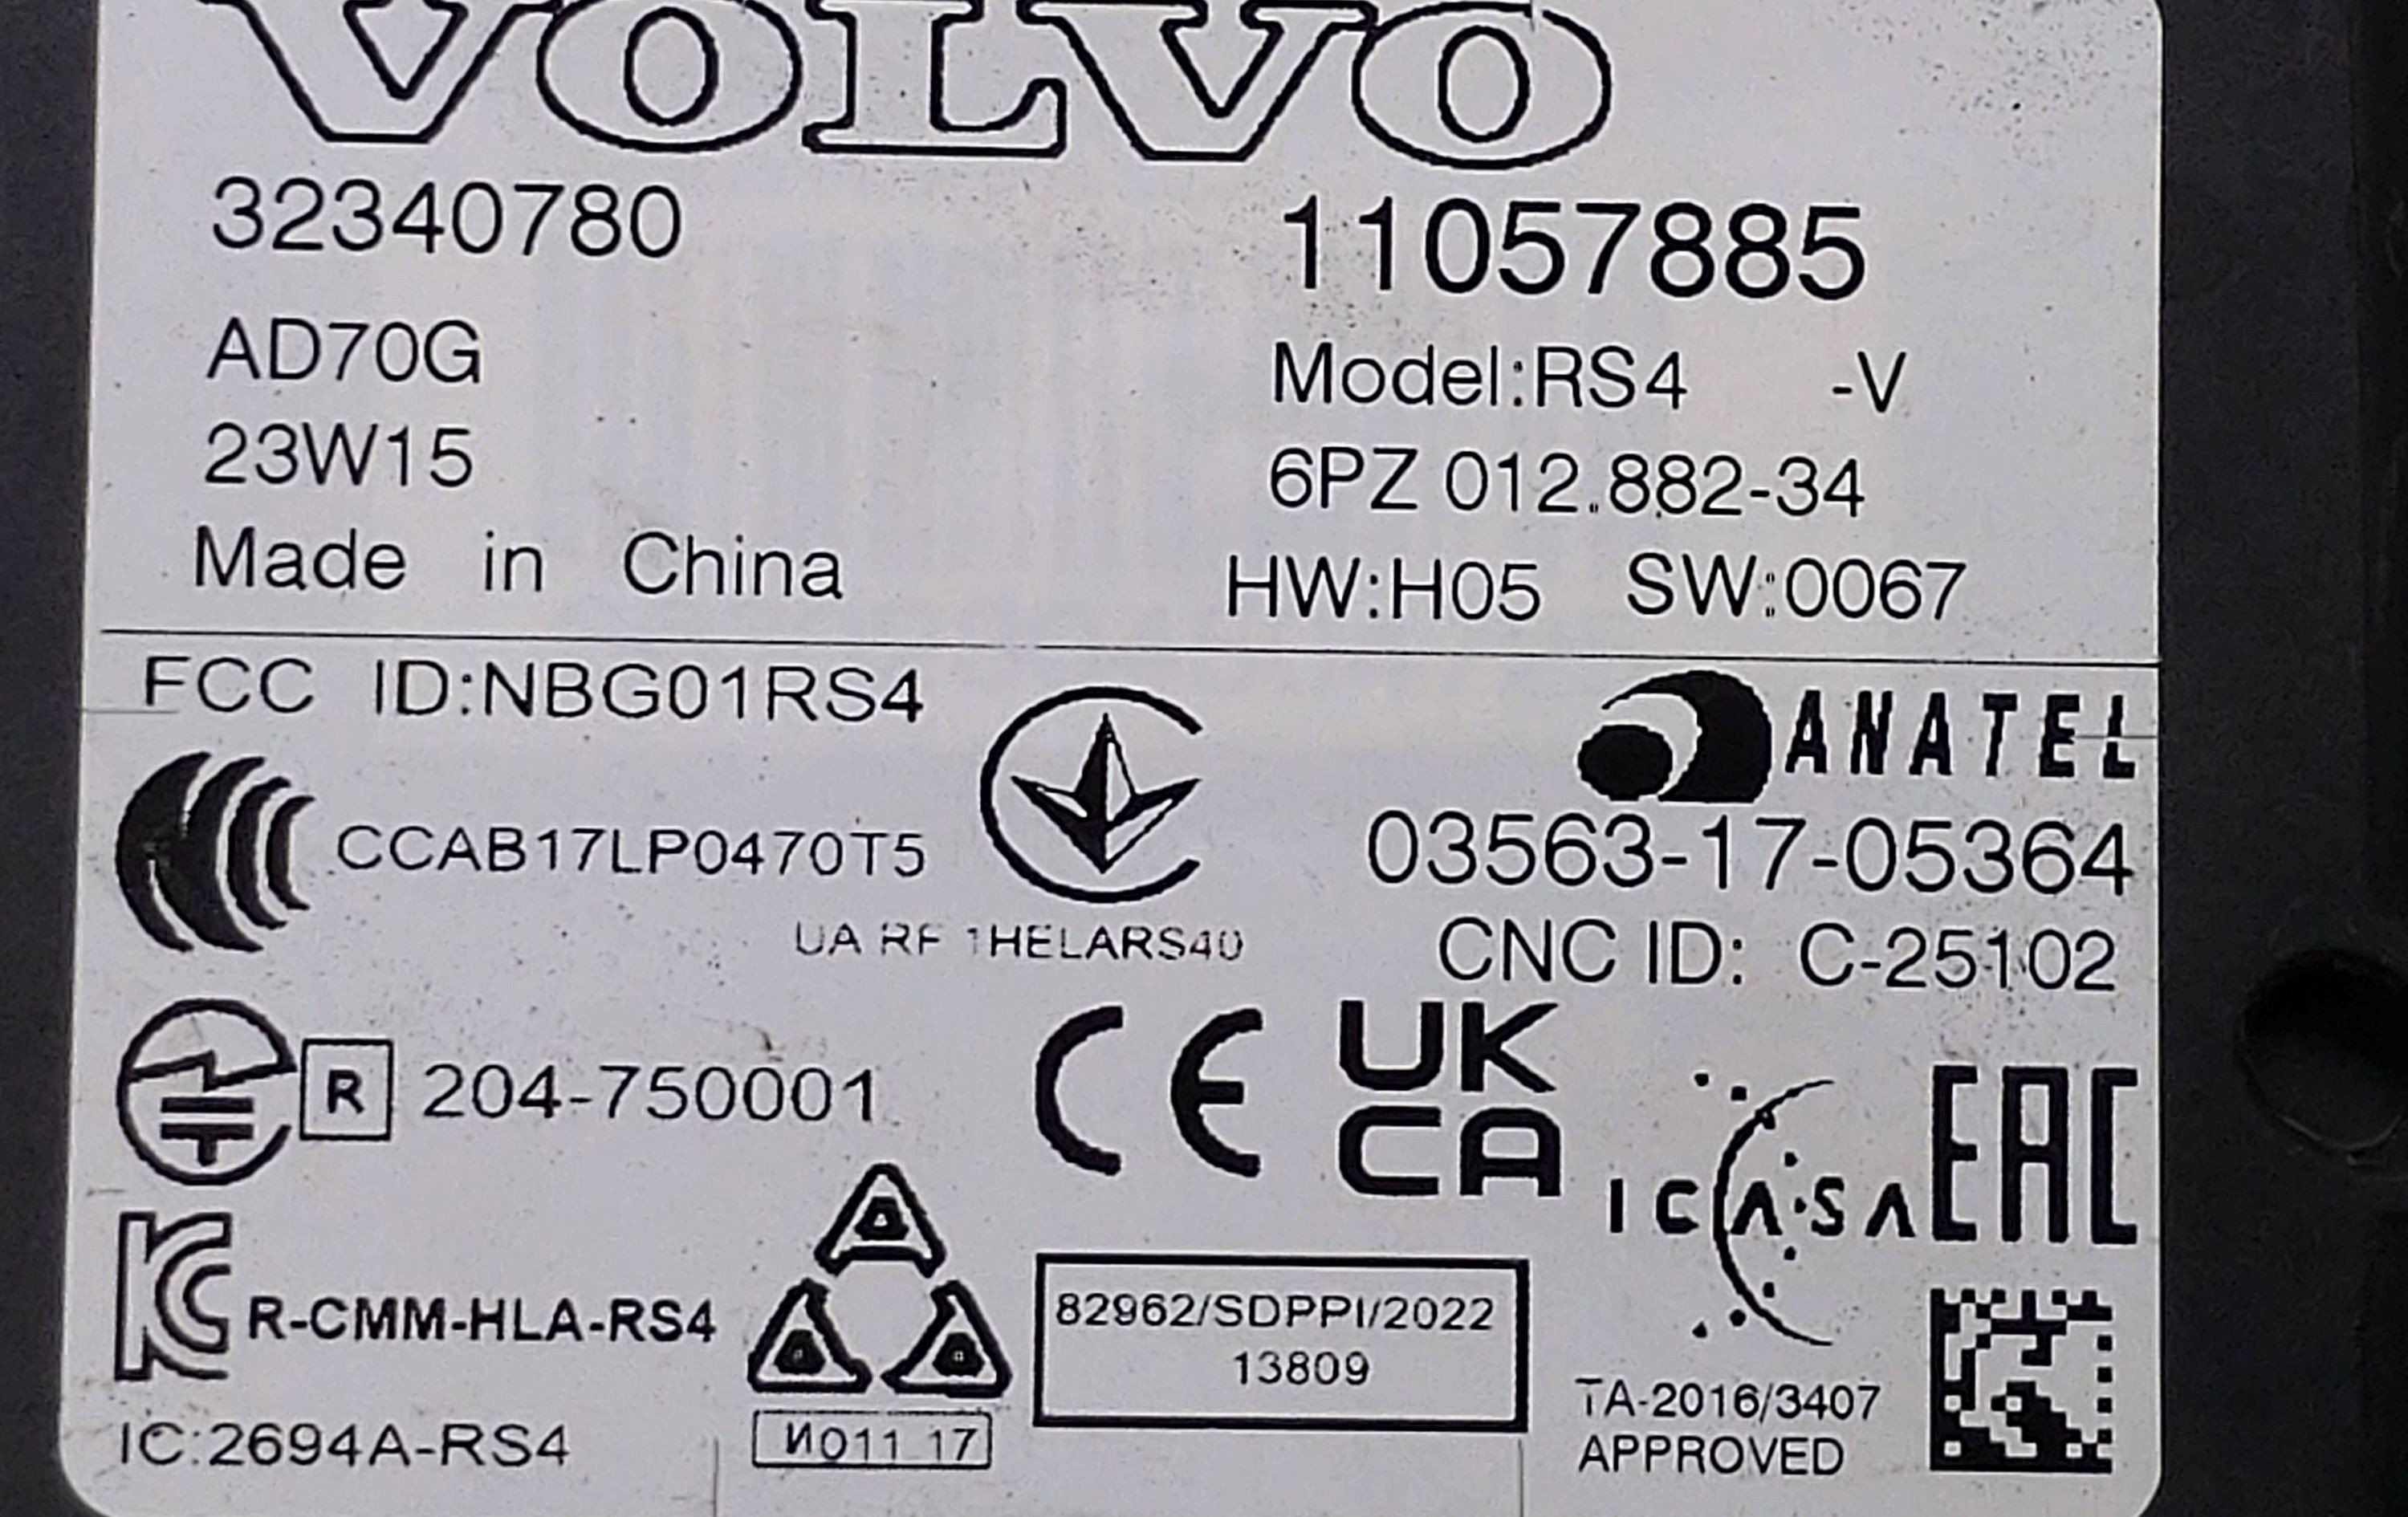 VOLVO
32340780
11057885
AD70G
Model:RS4 -V
23W15
6PZ 012.882-34
Made in China
HW:H05 SW:0067
FCC ID:NBG01RS4
ANATEL
CCAB17LP0470T5
03563-17-05364
UA RF 1HELARS40
CNC ID: C-25102
R 204-750001
CE
UK
CA
ICASA
EAC
R-CMM-HLA-RS4
82962/SDPPI/2022
13809
TA-2016/3407
APPROVED
IC:2694A-RS4
И011 17